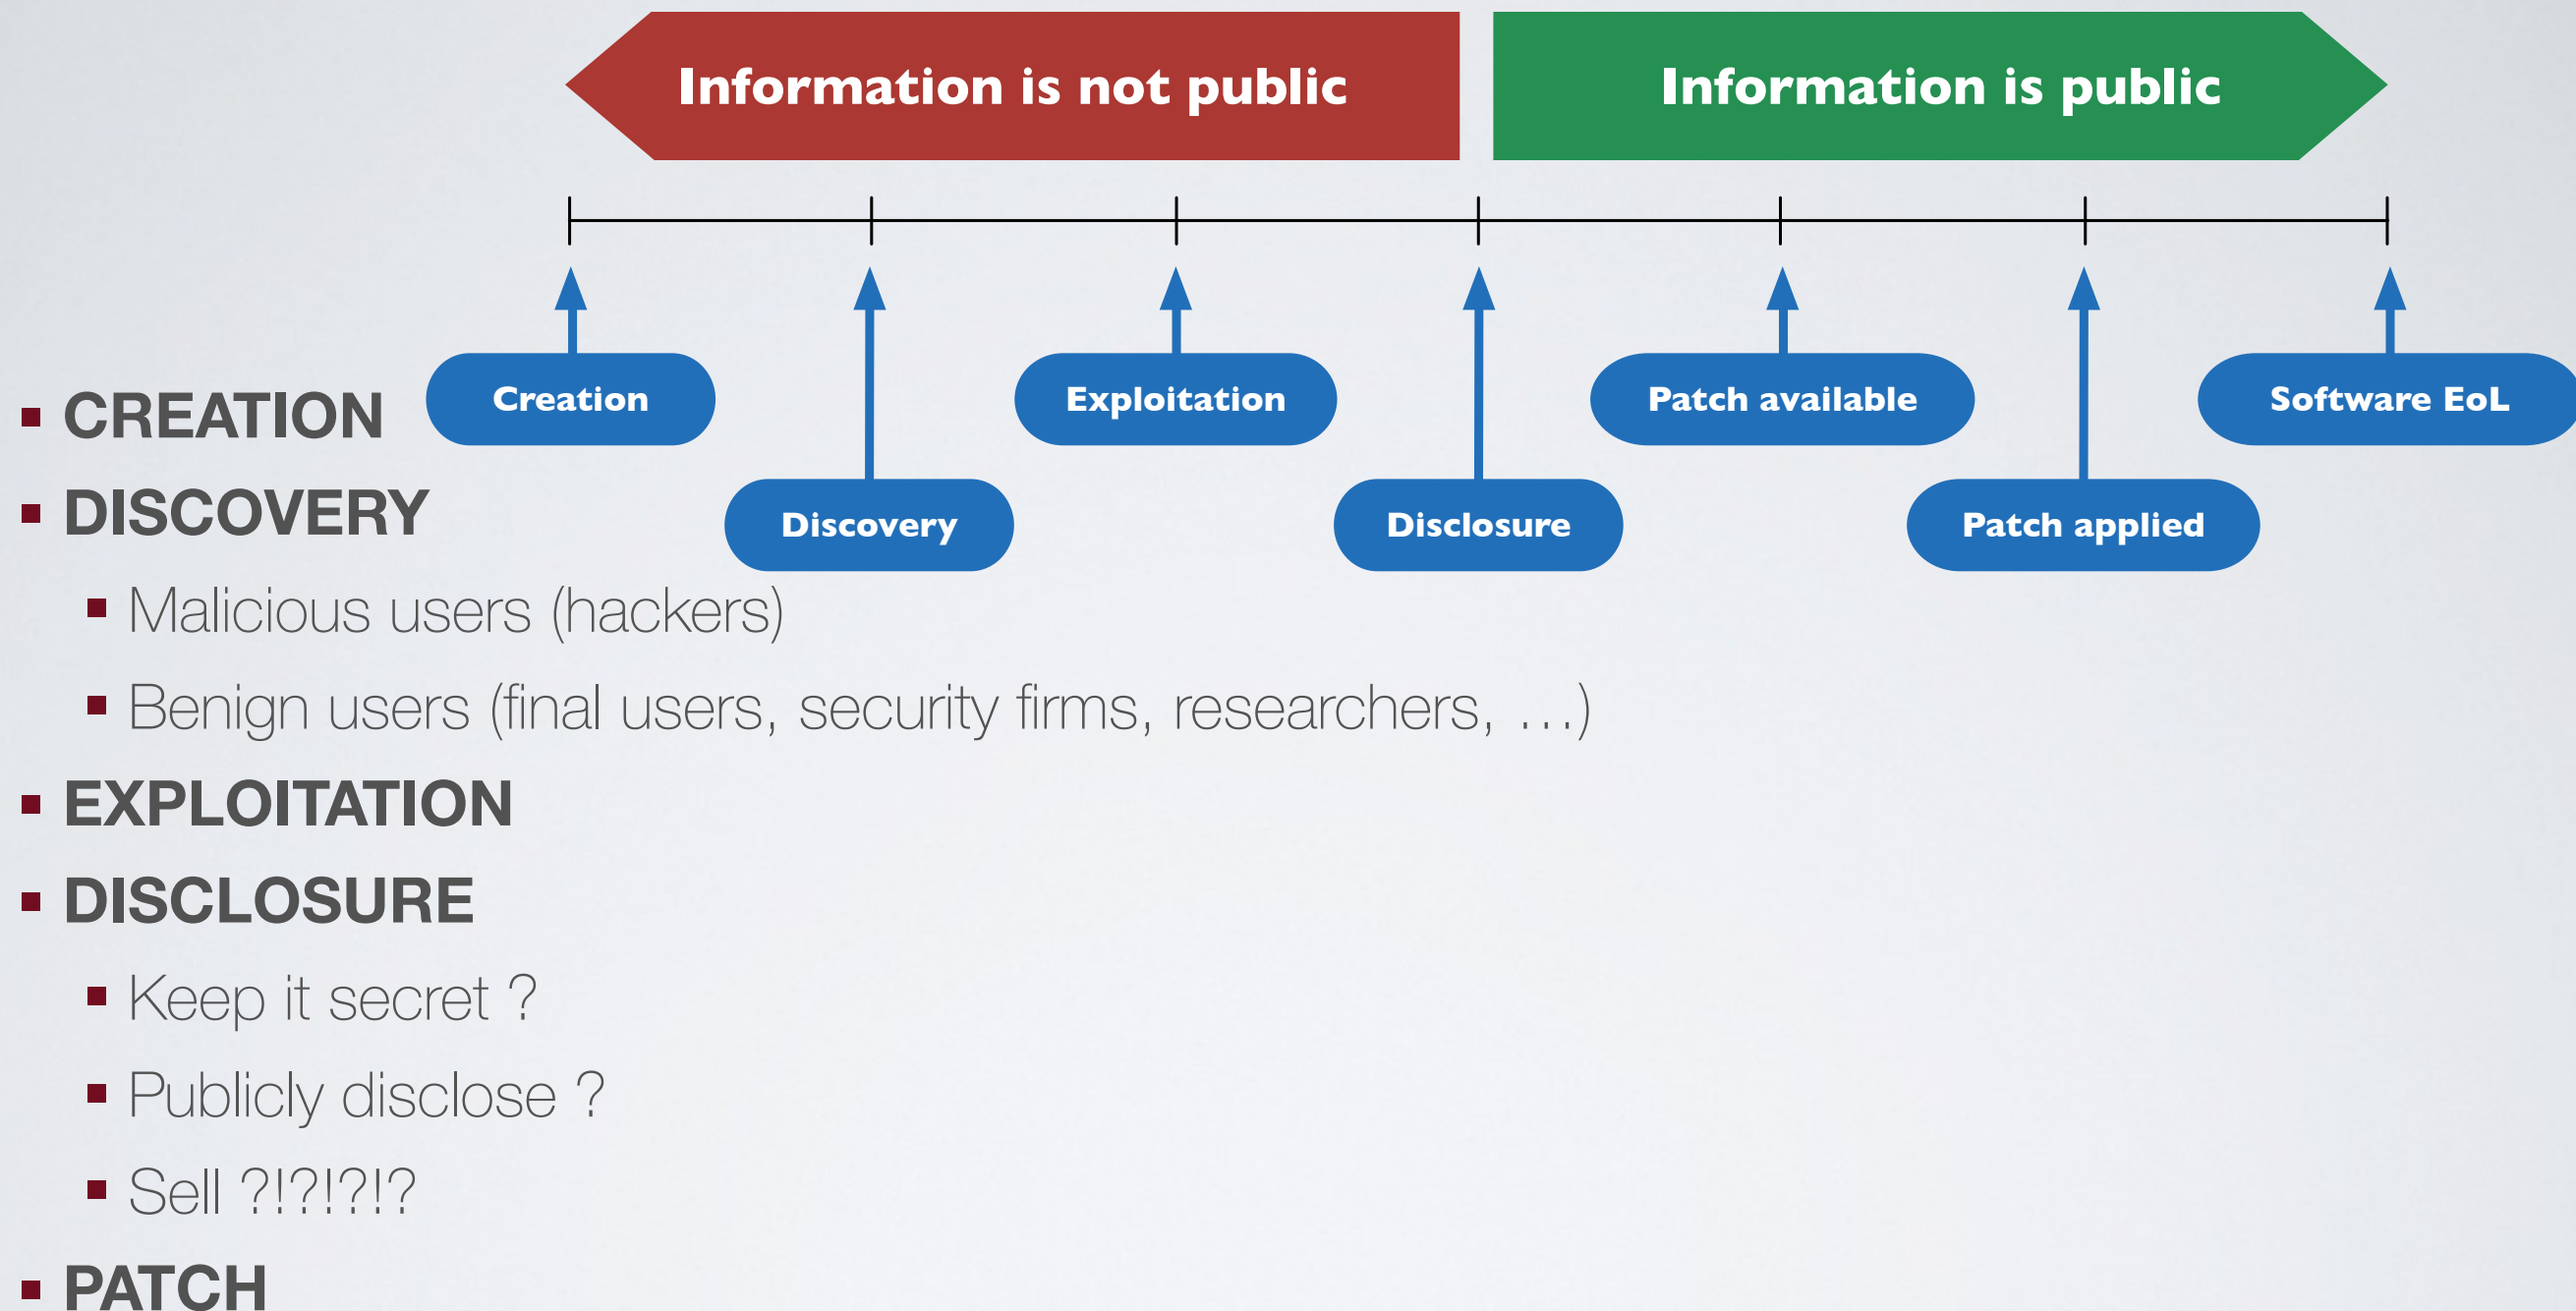 Information is not public
Information is public
Creation
Exploitation
Patch available
Software EoL
Discovery
Disclosure
Patch applied
▪ CREATION
▪ DISCOVERY
▪ Malicious users (hackers)
▪ Benign users (final users, security firms, researchers, …)
▪ EXPLOITATION
▪ DISCLOSURE
▪ Keep it secret ?
▪ Publicly disclose ?
▪ Sell ?!?!?!?
▪ PATCH